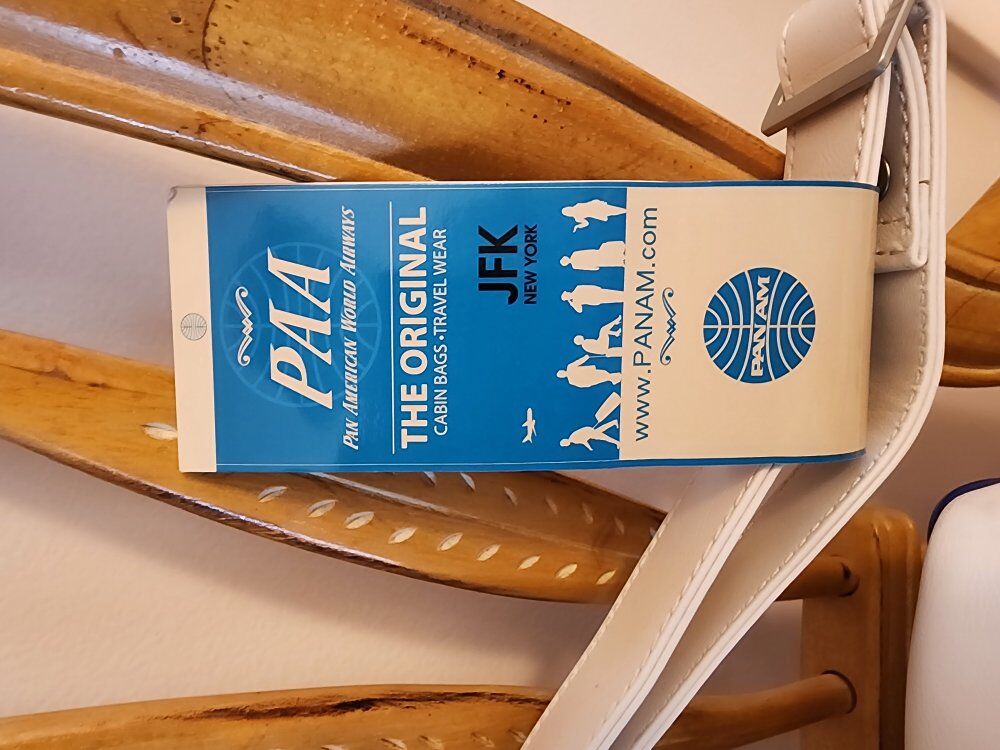 PAA
PAN AMERICAN WORLD AIRWAYS
THE ORIGINAL
CABIN BAGS·TRAVEL WEAR
JFK
NEW YORK
www.PANAM.com
PAN AM